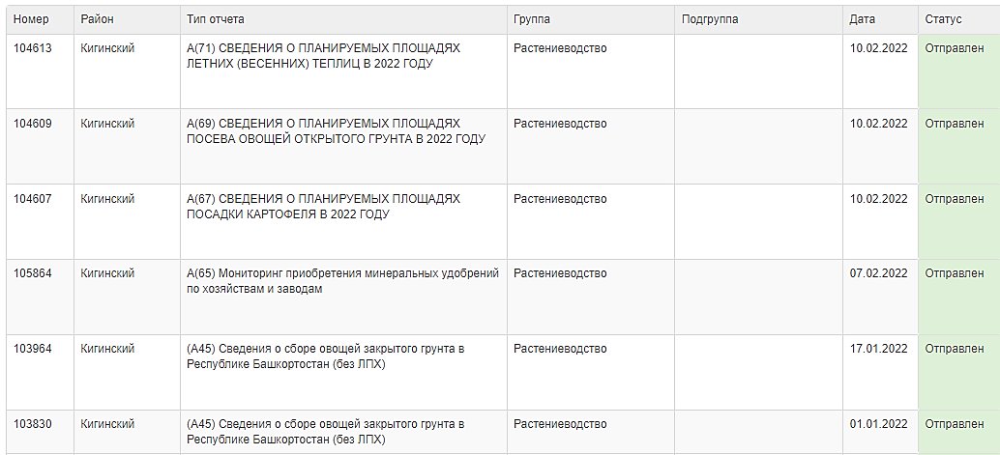 Номер Район Тип отчета Группа Подгруппа Дата Статус
104613 Кигинский А(71) СВЕДЕНИЯ О ПЛАНИРУЕМЫХ ПЛОЩАДЯХ Растениеводство 10.02.2022 Отправлен
ЛЕТНИХ (ВЕСЕННИХ) ТЕПЛИЦ В 2022 ГОДУ
104609 Кигинский А(69) СВЕДЕНИЯ О ПЛАНИРУЕМЫХ ПЛОЩАДЯХ Растениеводство 10.02.2022 Отправлен
ПОСЕВА ОВОЩЕЙ ОТКРЫТОГО ГРУНТА В 2022 ГОДУ
104607 Кигинский А(67) СВЕДЕНИЯ О ПЛАНИРУЕМЫХ ПЛОЩАДЯХ Растениеводство 10.02.2022 Отправлен
ПОСАДКИ КАРТОФЕЛЯ В 2022 ГОДУ
105864 Кигинский А(65) Мониторинг приобретения минеральных удобрений Растениеводство 07.02.2022 Отправлен
по хозяйствам и заводам
103964 Кигинский (А45) Сведения о сборе овощей закрытого грунта в Растениеводство 17.01.2022 Отправлен
Республике Башкортостан (без ЛПХ)
103830 Кигинский (А45) Сведения о сборе овощей закрытого грунта в Растениеводство 01.01.2022 Отправлен
Республике Башкортостан (без ЛПХ)